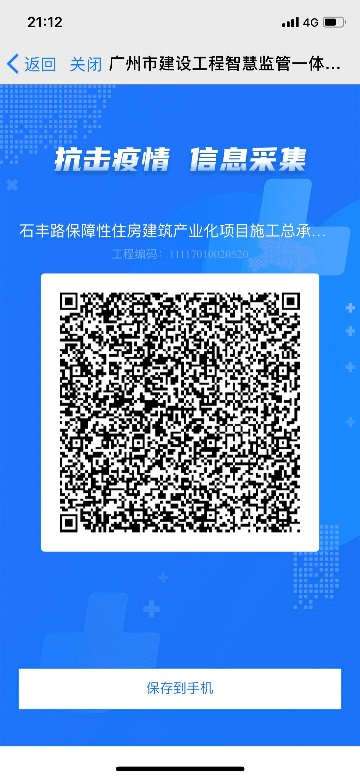 21:12
4G
返回 关闭 广州市建设工程智慧监管一体...
抗击疫情 信息采集
石丰路保障性住房建筑产业化项目施工总承...
工程编码：11117010020520
保存到手机